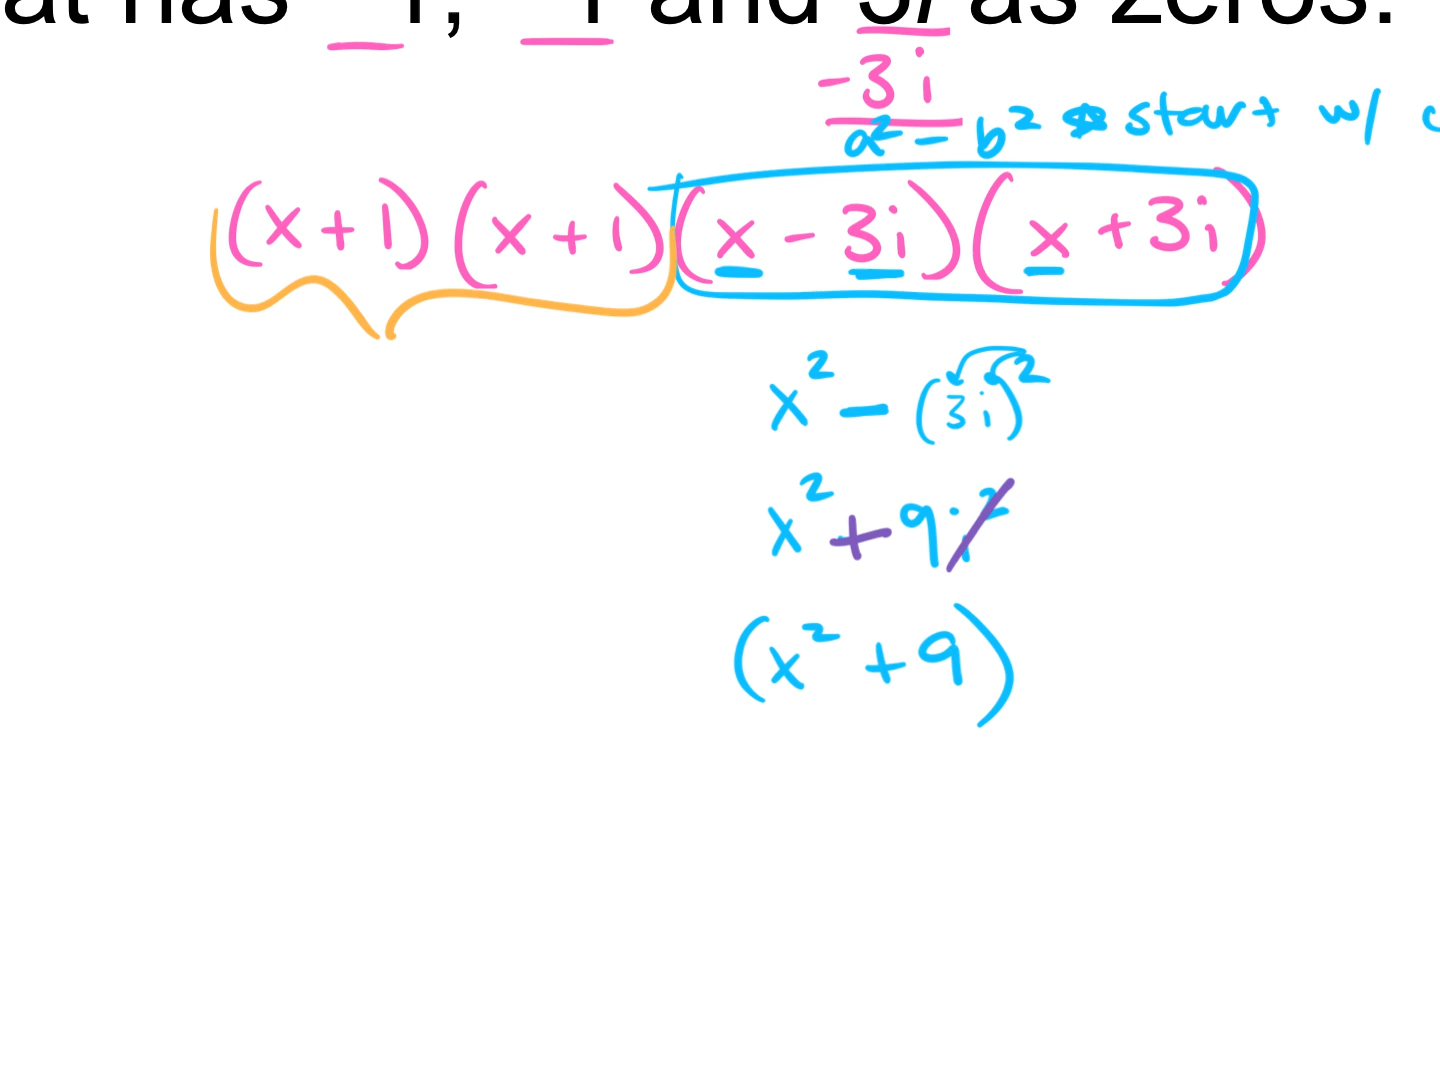 at has −1, −1 and 3i as zeros.
-3i
a² - b² start w/
(x + 1)(x + 1)(x - 3i)(x + 3i)
x² - (3i)²
x² + 9i²
(x² + 9)